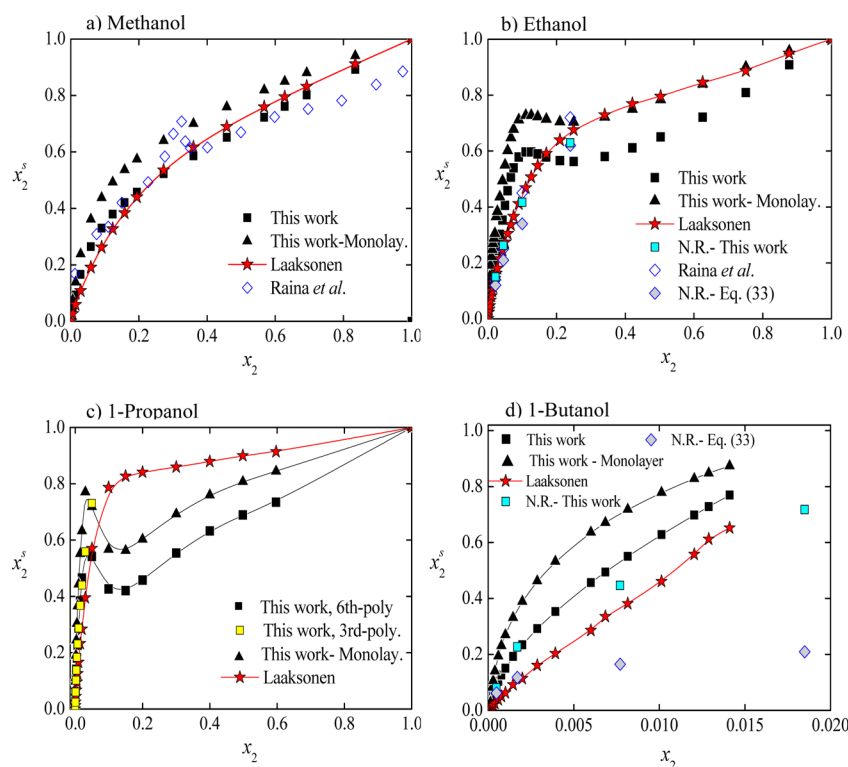 a) Methanol
1.0
0.8
0.6
0.4
0.2
0.0
x₂ˢ
This work
This work-Monolay.
Laaksonen
Raina et al.
0.0 0.2 0.4 0.6 0.8 1.0
x₂
b) Ethanol
1.0
0.8
0.6
0.4
0.2
0.0
x₂ˢ
This work
This work- Monolay.
Laaksonen
N.R.- This work
Raina et al.
N.R.- Eq. (33)
0.0 0.2 0.4 0.6 0.8 1.0
x₂
c) 1-Propanol
1.0
0.8
0.6
0.4
0.2
0.0
x₂ˢ
This work, 6th-poly
This work, 3rd-poly.
This work- Monolay.
Laaksonen
0.0 0.2 0.4 0.6 0.8 1.0
x₂
d) 1-Butanol
1.0
0.8
0.6
0.4
0.2
0.0
x₂ˢ
This work N.R.- Eq. (33)
This work - Monolayer
Laaksonen
N.R.- This work
0.000 0.005 0.010 0.015 0.020
x₂